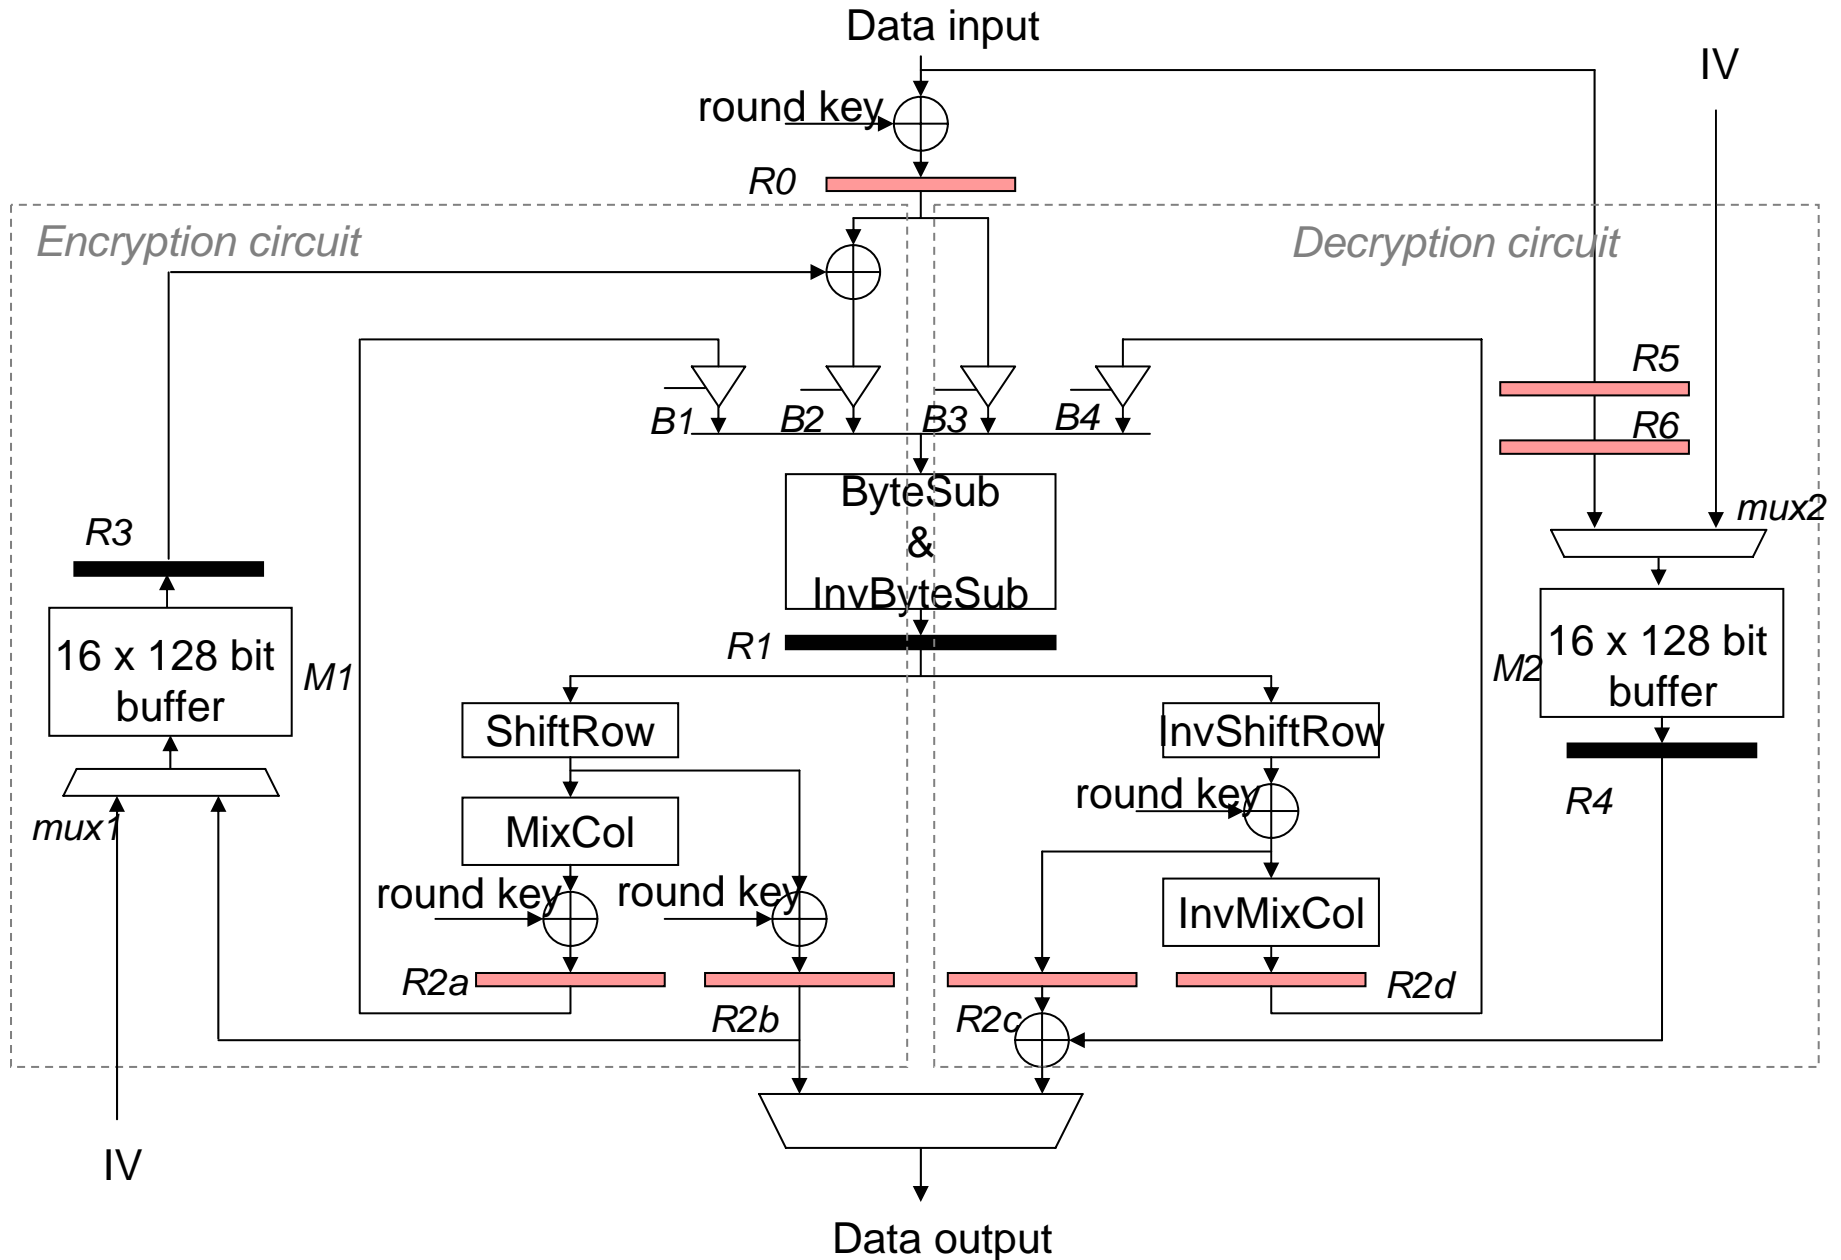 Data input
IV
round key
R0
Encryption circuit
Decryption circuit
R5
B1
B2
B3
B4
R6
ByteSub
&
InvByteSub
mux2
R3
R1
16 x 128 bit
buffer
M1
M2
16 x 128 bit
buffer
ShiftRow
InvShiftRow
mux1
MixCol
round key
R4
round key
round key
InvMixCol
R2a
R2b
R2c
R2d
IV
Data output